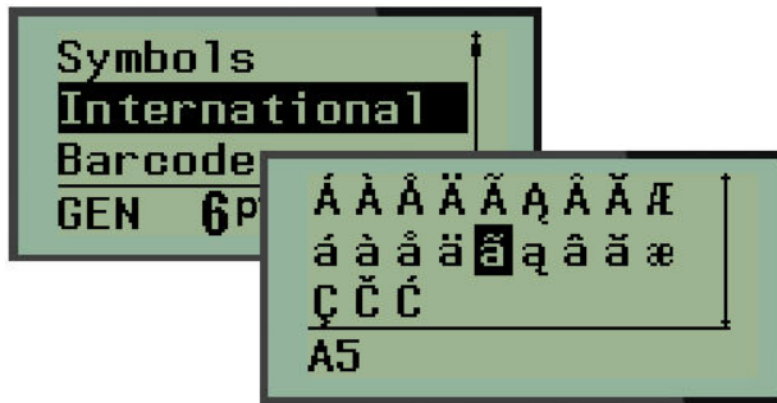 Symbols
International
Barcode
GEN 6P
Á À Å Ä Ã Ą Â Ă Æ
á à å ä ã ą â ă æ
Ç Č Ć
A5